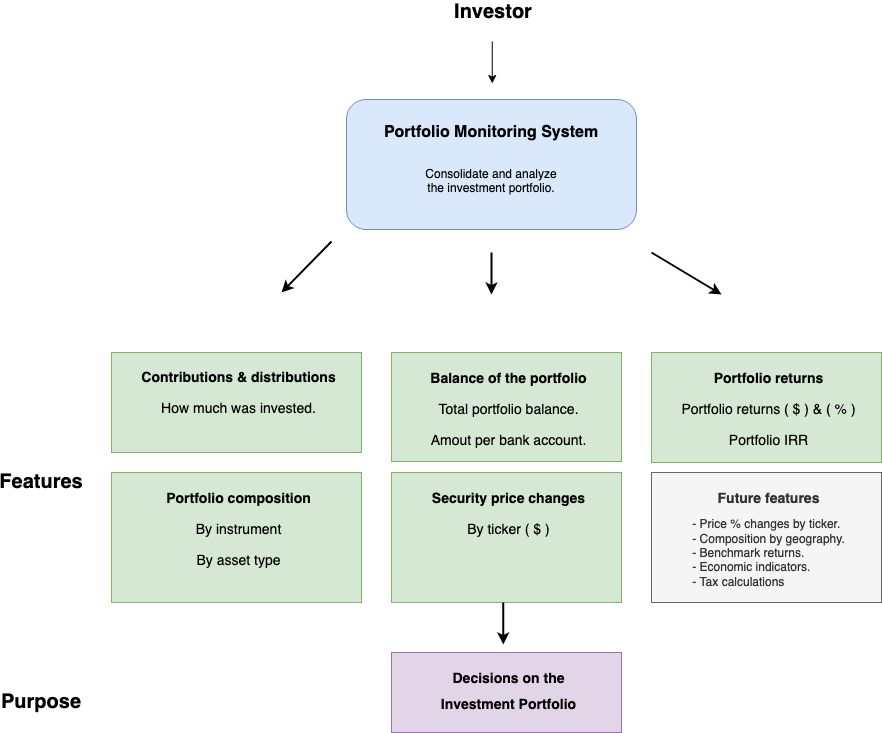 Investor
Portfolio Monitoring System
Consolidate and analyze
the investment portfolio.
Contributions & distributions
How much was invested.
Balance of the portfolio
Total portfolio balance.
Amout per bank account.
Portfolio returns
Portfolio returns ( $ ) & ( % )
Portfolio IRR
Features
Portfolio composition
By instrument
By asset type
Security price changes
By ticker ( $ )
Future features
- Price % changes by ticker.
- Composition by geography.
- Benchmark returns.
- Economic indicators.
- Tax calculations
Purpose
Decisions on the
Investment Portfolio